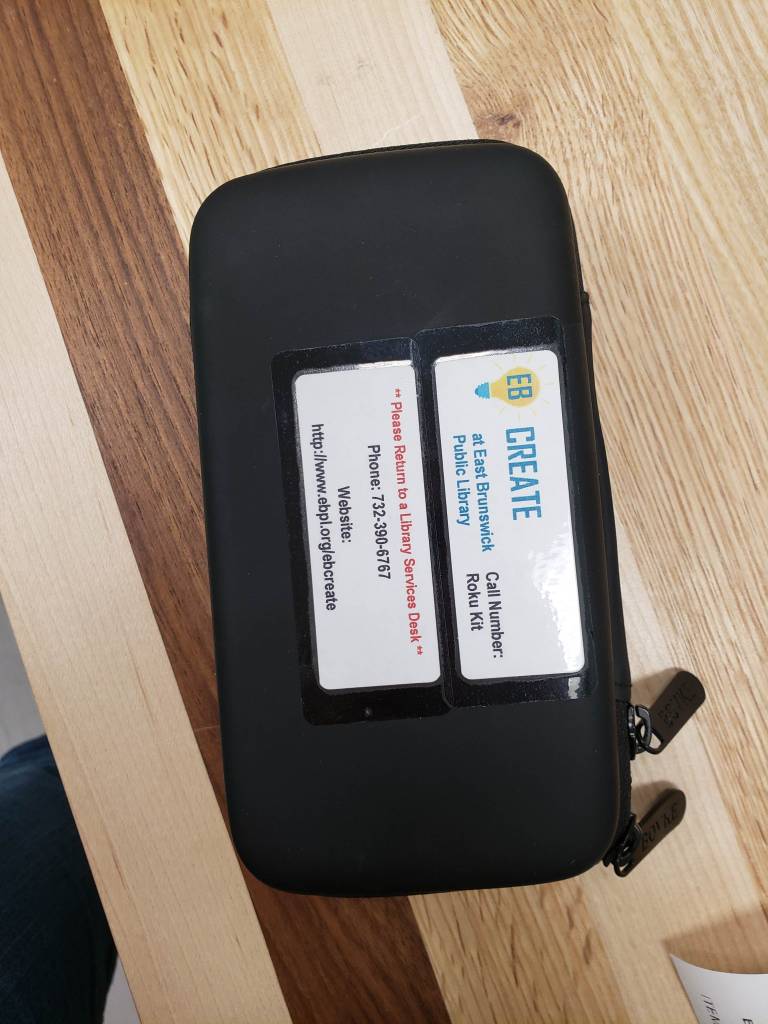 EB CREATE
at East Brunswick
Public Library
Call Number:
Roku Kit
** Please Return to a Library Services Desk **
Phone: 732-390-6767
Website:
http://www.ebpl.org/ebcreate
BOVKE